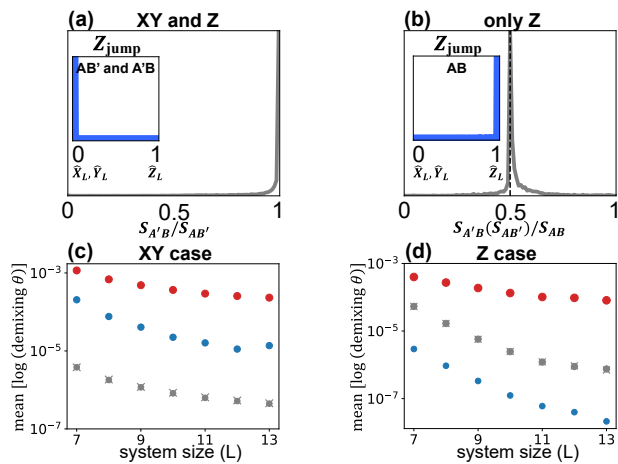 (a) XY and Z
Z_jump
AB' and A'B
0 1
X̂_L, Ŷ_L Ẑ_L
0 0.5 1
S_A'B/S_AB'
(b) only Z
Z_jump
AB
0 1
X̂_L, Ŷ_L Ẑ_L
0 0.5 1
S_A'B(S_AB')/S_AB
(c) XY case
mean [log (demixing θ)]
10⁻³
10⁻⁵
10⁻⁷
7 9 11 13
system size (L)
(d) Z case
mean [log (demixing θ)]
10⁻³
10⁻⁵
10⁻⁷
7 9 11 13
system size (L)